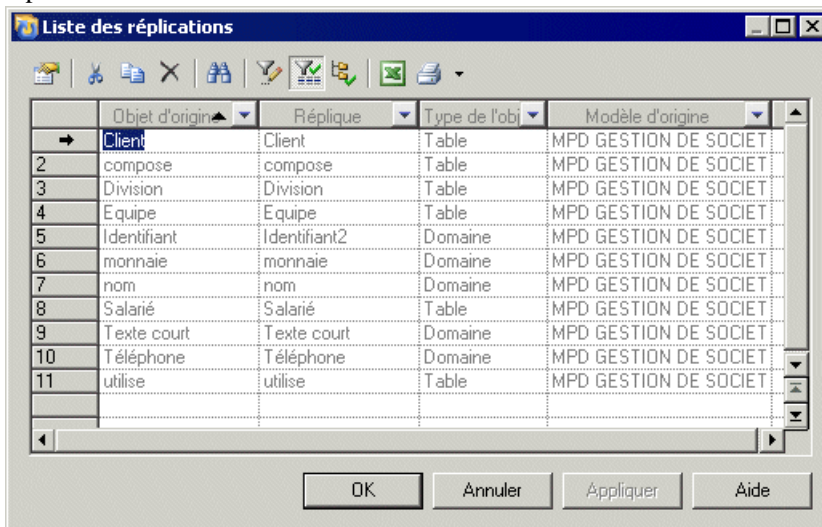 Liste des réplications
Objet d'origine Réplique Type de l'obj Modèle d'origine
Client Client Table MPD GESTION DE SOCIET
2 compose compose Table MPD GESTION DE SOCIET
3 Division Division Table MPD GESTION DE SOCIET
4 Equipe Equipe Table MPD GESTION DE SOCIET
5 Identifiant Identifiant2 Domaine MPD GESTION DE SOCIET
6 monnaie monnaie Domaine MPD GESTION DE SOCIET
7 nom nom Domaine MPD GESTION DE SOCIET
8 Salarié Salarié Table MPD GESTION DE SOCIET
9 Texte court Texte court Domaine MPD GESTION DE SOCIET
10 Téléphone Téléphone Domaine MPD GESTION DE SOCIET
11 utilise utilise Table MPD GESTION DE SOCIET
OK Annuler Appliquer Aide